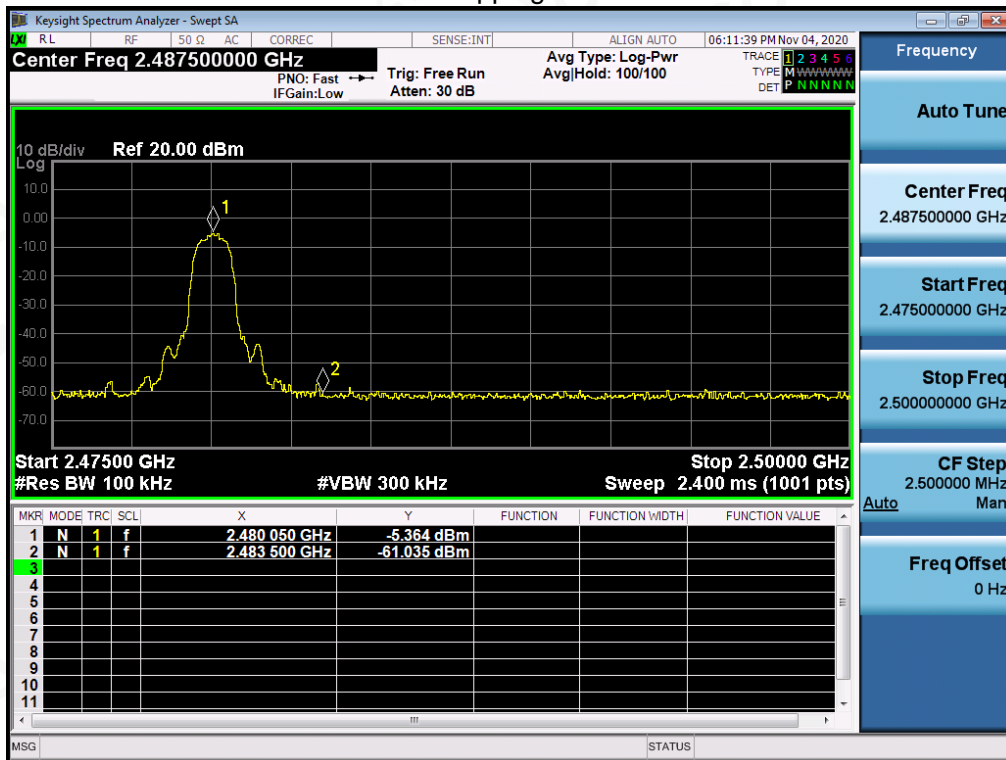 pping
Keysight Spectrum Analyzer - Swept SA
LXI RL RF 50 Ω AC CORREC SENSE:INT ALIGN AUTO 06:11:39 PM Nov 04, 2020
Center Freq 2.487500000 GHz
PNO: Fast
IFGain:Low
Trig: Free Run
Atten: 30 dB
Avg Type: Log-Pwr
Avg|Hold: 100/100
TRACE 1 2 3 4 5 6
TYPE M WWWWW
DET P N N N N N
10 dB/div Ref 20.00 dBm
Log
10.0
0.00
-10.0
-20.0
-30.0
-40.0
-50.0
-60.0
-70.0
1
2
Start 2.47500 GHz Stop 2.50000 GHz
#Res BW 100 kHz #VBW 300 kHz Sweep 2.400 ms (1001 pts)
MKR MODE TRC SCL X Y FUNCTION FUNCTION WIDTH FUNCTION VALUE
1 N 1 f 2.480 050 GHz -5.364 dBm
2 N 1 f 2.483 500 GHz -61.035 dBm
3
4
5
6
7
8
9
10
11
MSG STATUS
Frequency
Auto Tune
Center Freq
2.487500000 GHz
Start Freq
2.475000000 GHz
Stop Freq
2.500000000 GHz
CF Step
2.500000 MHz
Auto Man
Freq Offset
0 Hz